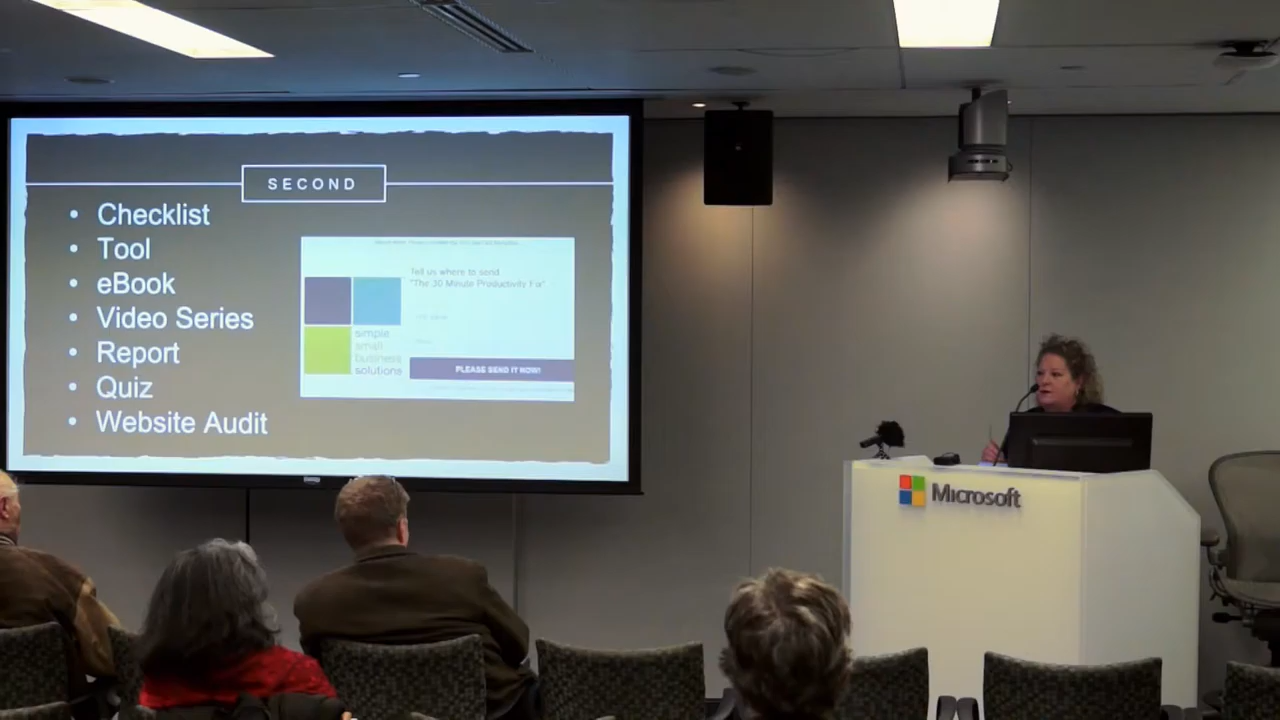 SECOND
• Checklist
• Tool
• eBook
• Video Series
• Report
• Quiz
• Website Audit
Tell us where to send
"The 30 Minute Productivity Fix"
simple
small
business
solutions
PLEASE SEND IT NOW!
Microsoft